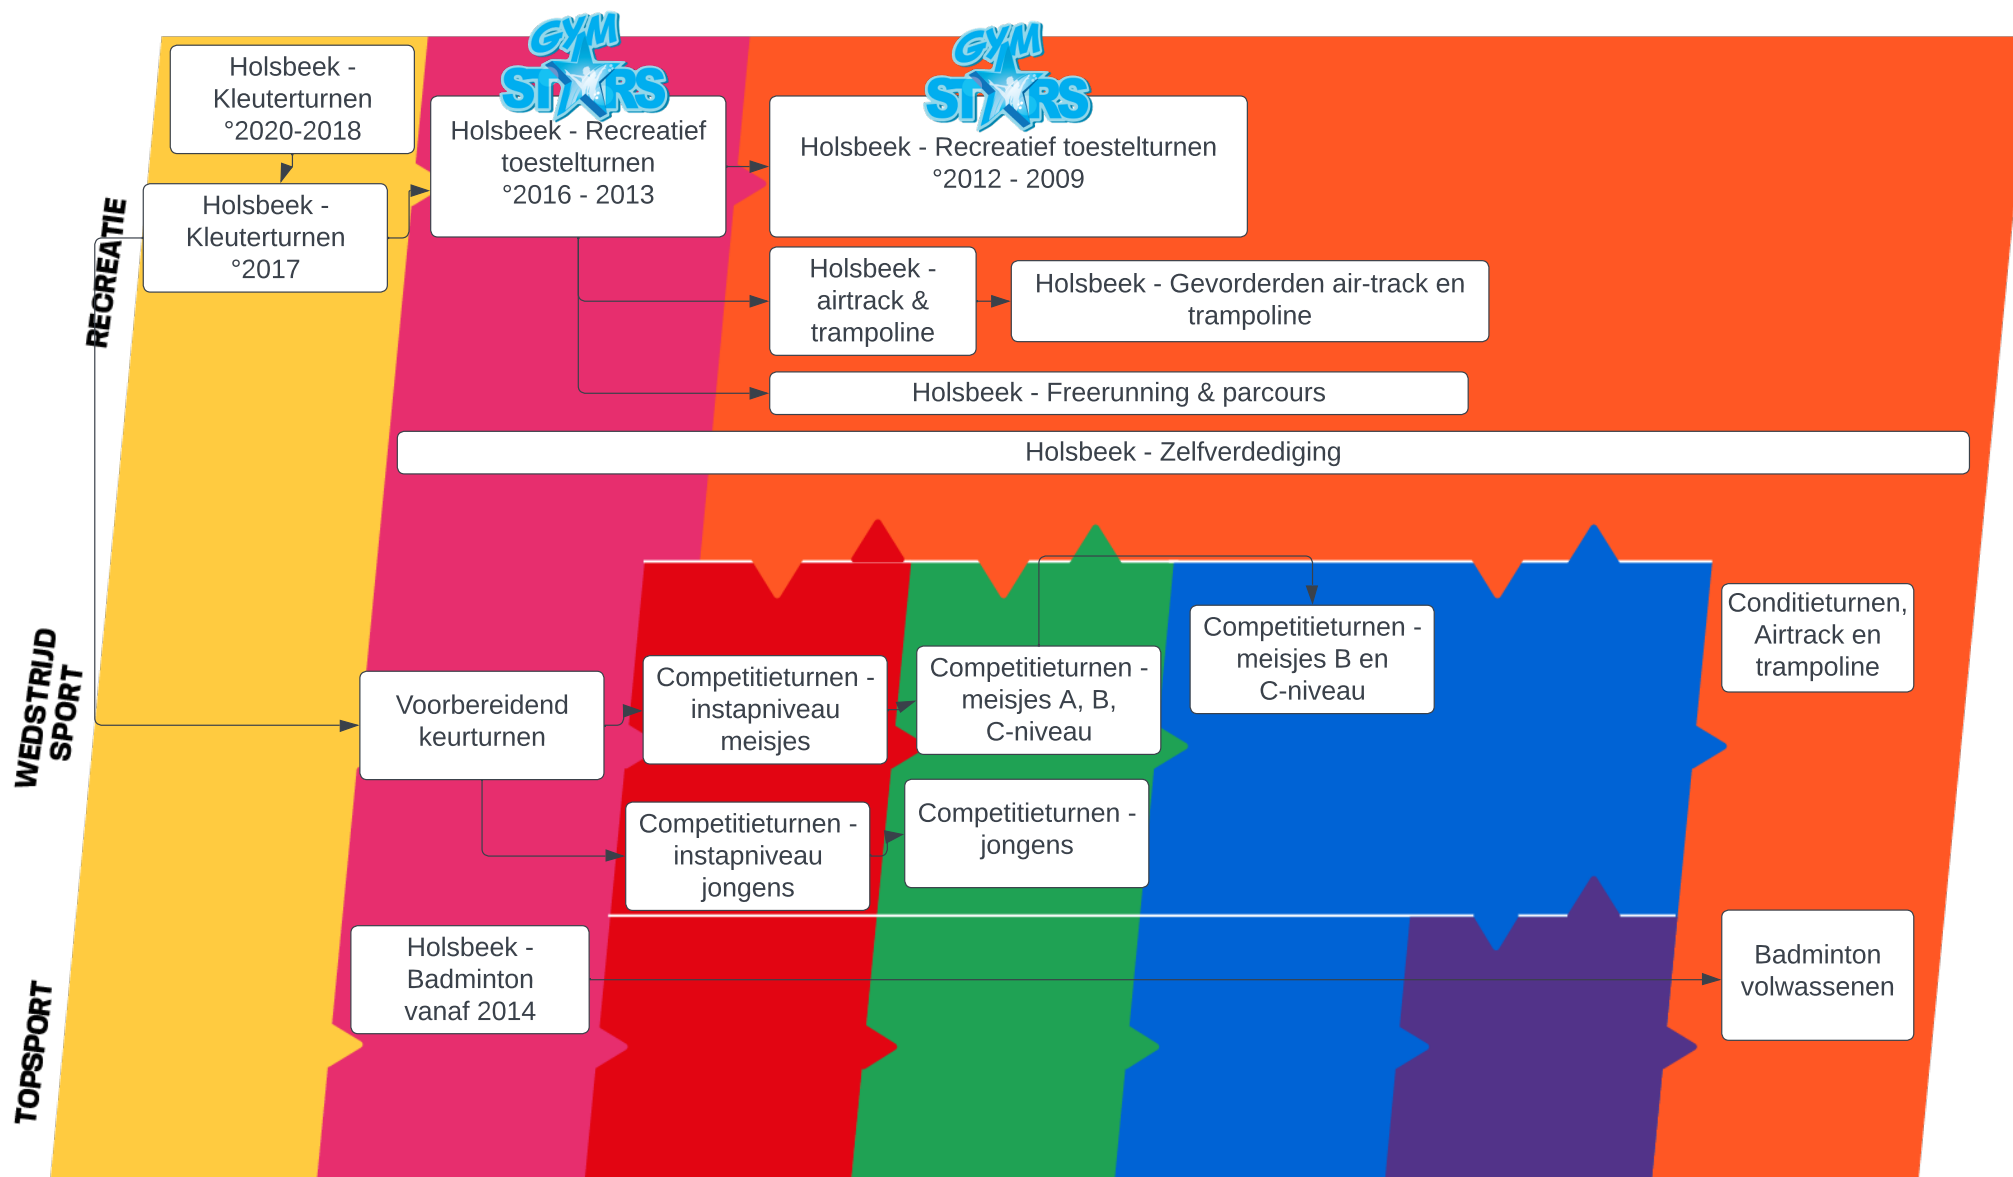 GYM
STARS
GYM
STARS
Holsbeek -
Kleuterturnen
°2020-2018
Holsbeek - Recreatief
toestelturnen
°2016 - 2013
Holsbeek - Recreatief toestelturnen
°2012 - 2009
Holsbeek -
Kleuterturnen
°2017
RECREATIE
Holsbeek -
airtrack &
trampoline
Holsbeek - Gevorderden air-track en
trampoline
Holsbeek - Freerunning & parcours
Holsbeek - Zelfverdediging
WEDSTRIJD
SPORT
Voorbereidend
keurturnen
Competitieturnen -
instapniveau
meisjes
Competitieturnen -
meisjes A, B,
C-niveau
Competitieturnen -
meisjes B en
C-niveau
Conditieturnen,
Airtrack en
trampoline
Competitieturnen -
instapniveau
jongens
Competitieturnen -
jongens
TOPSPORT
Holsbeek -
Badminton
vanaf 2014
Badminton
volwassenen